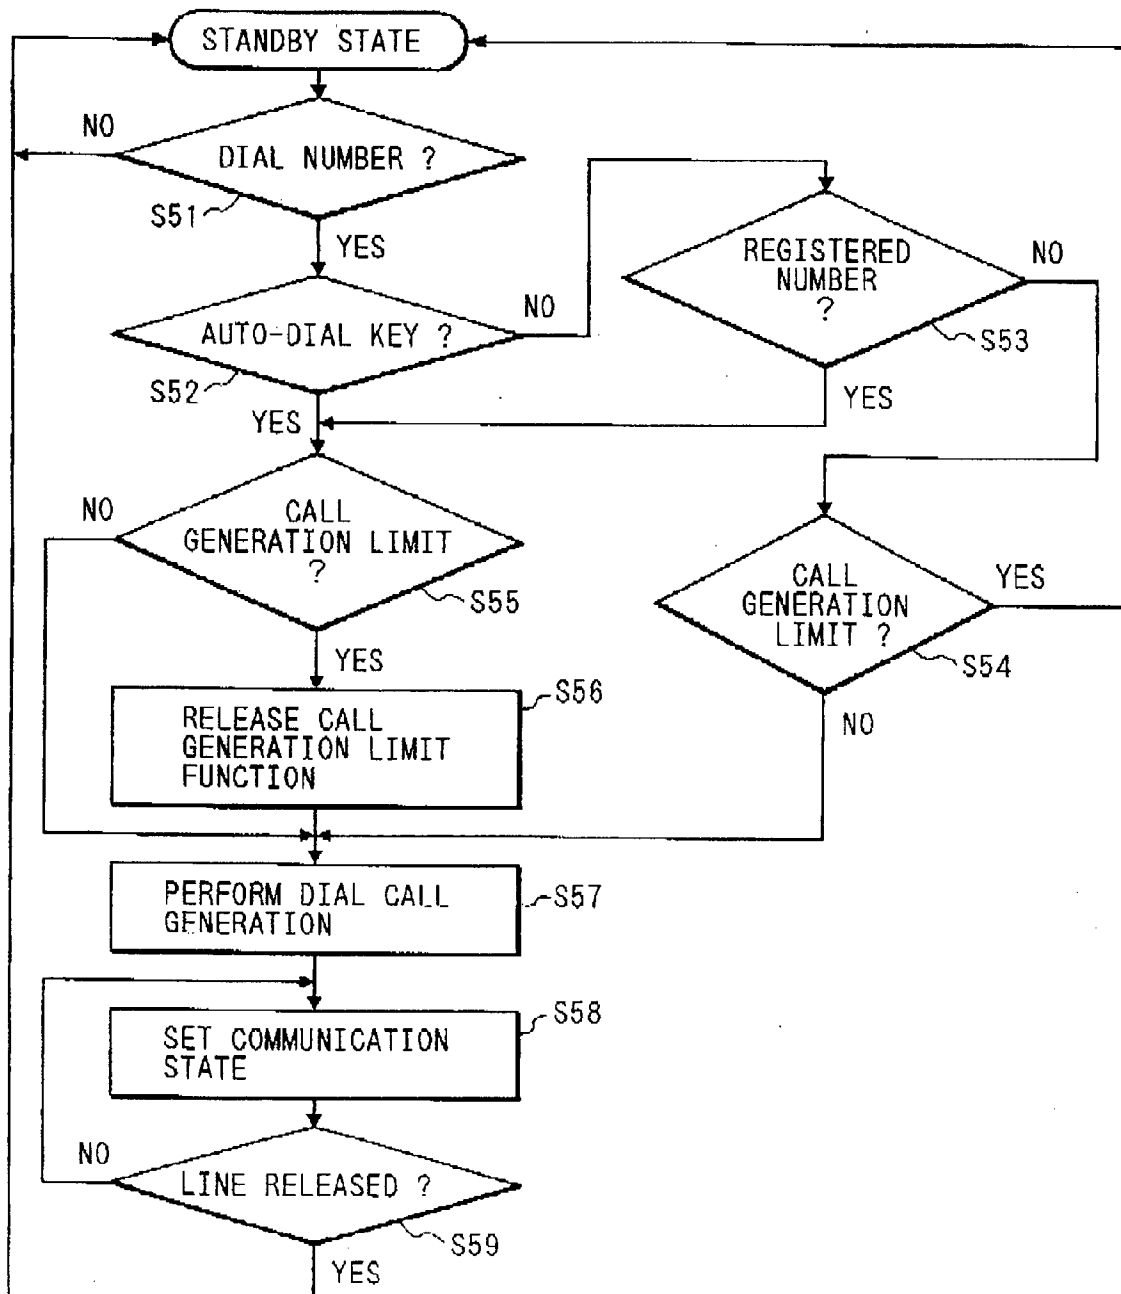 STANDBY STATE
NO
DIAL NUMBER ?
S51
YES
REGISTERED
NUMBER
?
NO
S53
NO
AUTO-DIAL KEY ?
S52
YES
YES
NO
CALL
GENERATION LIMIT
?
S55
CALL
GENERATION
LIMIT ?
YES
S54
YES
NO
S56
RELEASE CALL
GENERATION LIMIT
FUNCTION
PERFORM DIAL CALL
GENERATION
S57
S58
SET COMMUNICATION
STATE
NO
LINE RELEASED ?
S59
YES